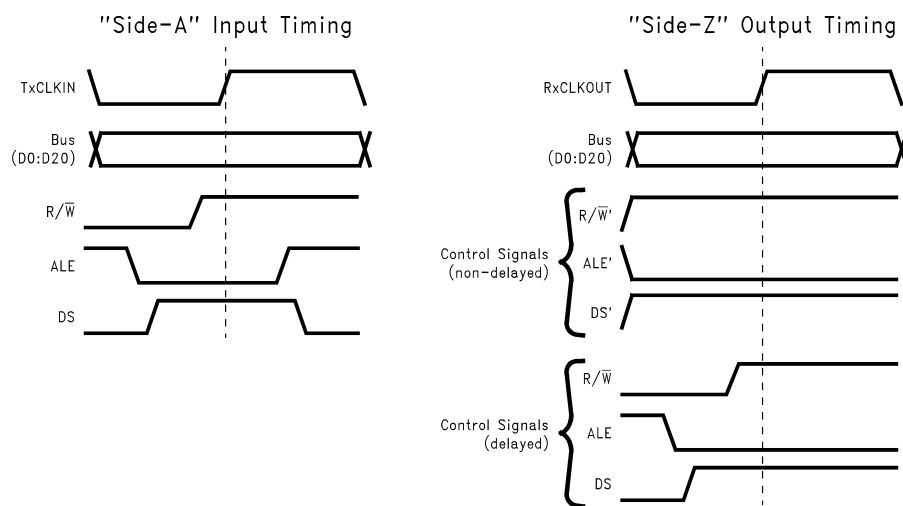 "Side-A" Input Timing
TxCLKIN
Bus
(D0:D20)
R/W̅
ALE
DS
"Side-Z" Output Timing
RxCLKOUT
Bus
(D0:D20)
Control Signals
(non-delayed)
R/W̅'
ALE'
DS'
Control Signals
(delayed)
R/W̅
ALE
DS